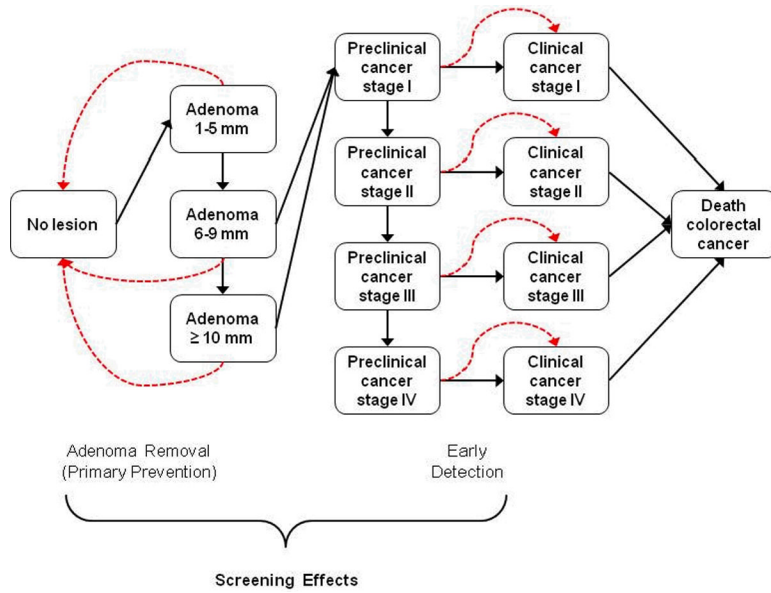 No lesion
Adenoma
1-5 mm
Adenoma
6-9 mm
Adenoma
≥ 10 mm
Preclinical
cancer
stage I
Clinical
cancer
stage I
Preclinical
cancer
stage II
Clinical
cancer
stage II
Preclinical
cancer
stage III
Clinical
cancer
stage III
Preclinical
cancer
stage IV
Clinical
cancer
stage IV
Death
colorectal
cancer
Adenoma Removal
(Primary Prevention)
Early
Detection
Screening Effects